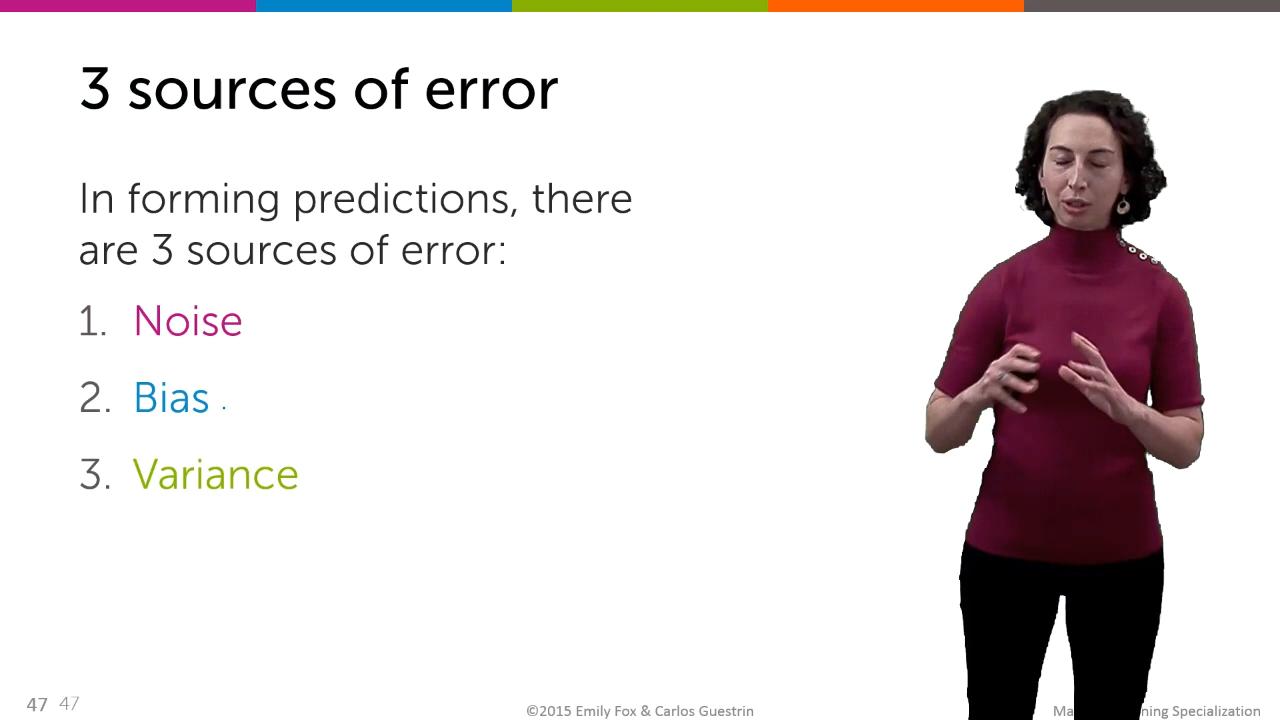 3 sources of error
In forming predictions, there
are 3 sources of error:
1. Noise
2. Bias .
3. Variance
47 47
©2015 Emily Fox & Carlos Guestrin
Specialization